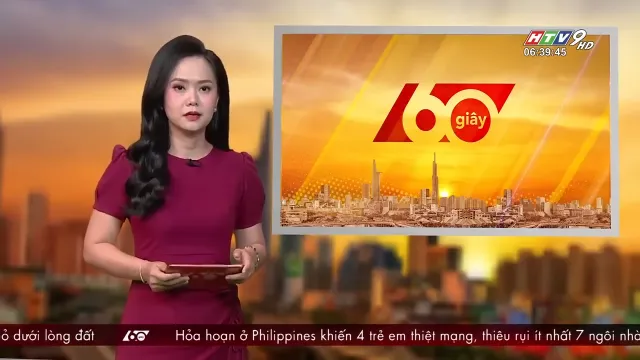 HTV9 HD
06:39:45
60 giây
ỏ dưới lòng đất 60 Hỏa hoạn ở Philippines khiến 4 trẻ em thiệt mạng, thiêu rụi ít nhất 7 ngôi nhà